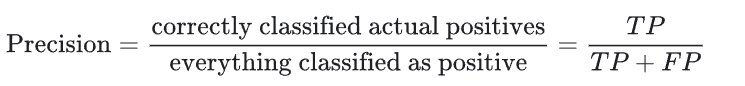 Precision = correctly classified actual positives / everything classified as positive = TP / TP + FP